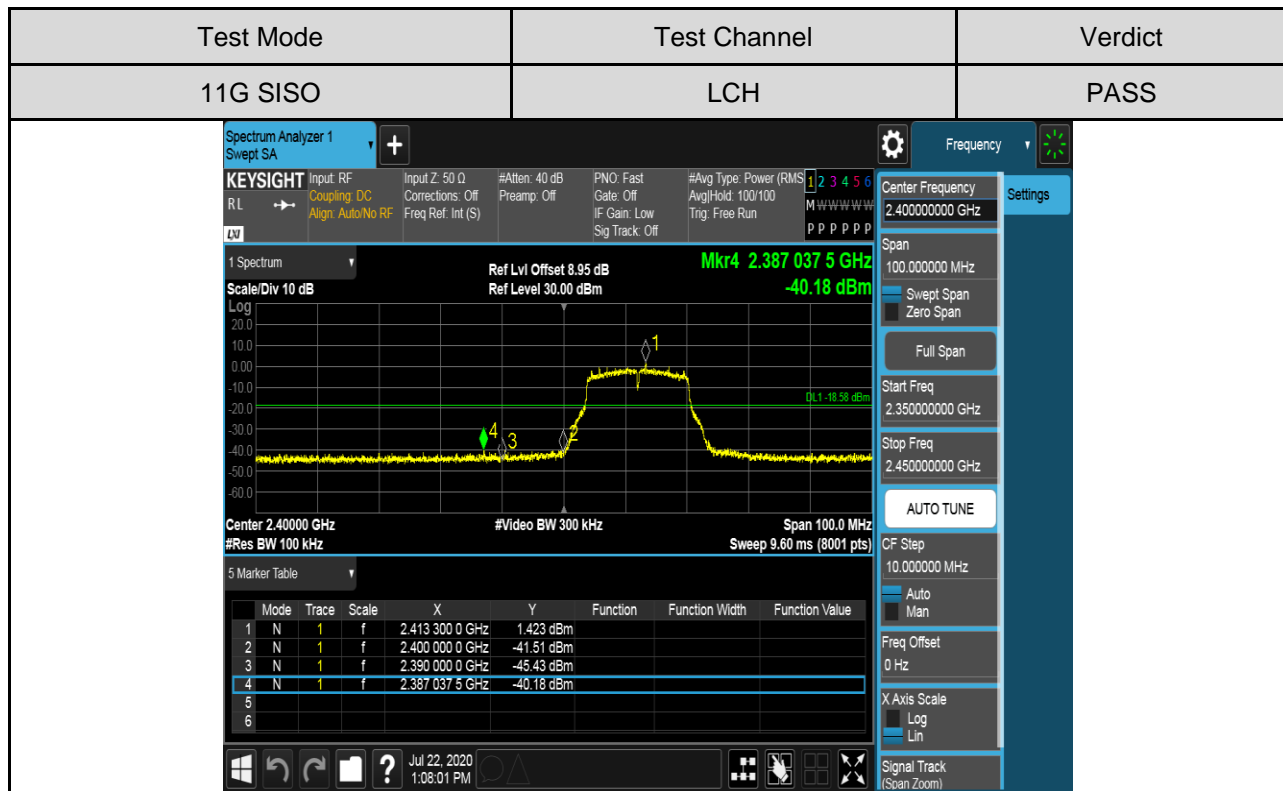 Test Mode Test Channel Verdict
11G SISO LCH PASS
Spectrum Analyzer 1
Swept SA
+
Frequency
KEYSIGHT Input: RF Input Z: 50 Ω #Atten: 40 dB PNO: Fast #Avg Type: Power (RMS 1 2 3 4 5 6
RL Coupling: DC Corrections: Off Preamp: Off Gate: Off Avg|Hold: 100/100 M W W W W W
Align: Auto/No RF Freq Ref: Int (S) IF Gain: Low Trig: Free Run
LXI Sig Track: Off P P P P P P
1 Spectrum
Ref Lvl Offset 8.95 dB Mkr4 2.387 037 5 GHz
Scale/Div 10 dB Ref Level 30.00 dBm -40.18 dBm
Log
20.0
10.0
0.00
-10.0
-20.0
-30.0
-40.0
-50.0
-60.0
1
DL1 -18.58 dBm
4 3 2
Center 2.40000 GHz #Video BW 300 kHz Span 100.0 MHz
#Res BW 100 kHz Sweep 9.60 ms (8001 pts)
5 Marker Table
Mode Trace Scale X Y Function Function Width Function Value
1 N 1 f 2.413 300 0 GHz 1.423 dBm
2 N 1 f 2.400 000 0 GHz -41.51 dBm
3 N 1 f 2.390 000 0 GHz -45.43 dBm
4 N 1 f 2.387 037 5 GHz -40.18 dBm
5
6
?
Jul 22, 2020
1:08:01 PM
Center Frequency
2.400000000 GHz
Settings
Span
100.000000 MHz
Swept Span
Zero Span
Full Span
Start Freq
2.350000000 GHz
Stop Freq
2.450000000 GHz
AUTO TUNE
CF Step
10.000000 MHz
Auto
Man
Freq Offset
0 Hz
X Axis Scale
Log
Lin
Signal Track
(Span Zoom)